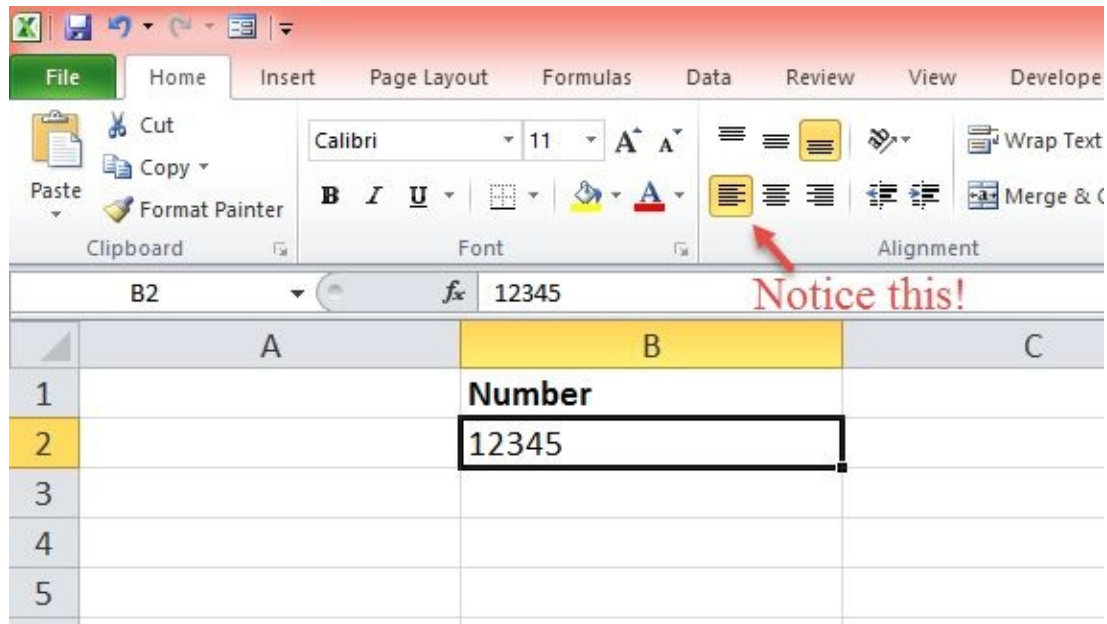 File Home Insert Page Layout Formulas Data Review View Develope
Cut
Copy
Paste
Format Painter
Clipboard
Calibri 11 A A
B I U A
Font
Wrap Text
Merge & C
Alignment
B2 fx 12345
Notice this!
A B C
1 Number
2 12345
3
4
5